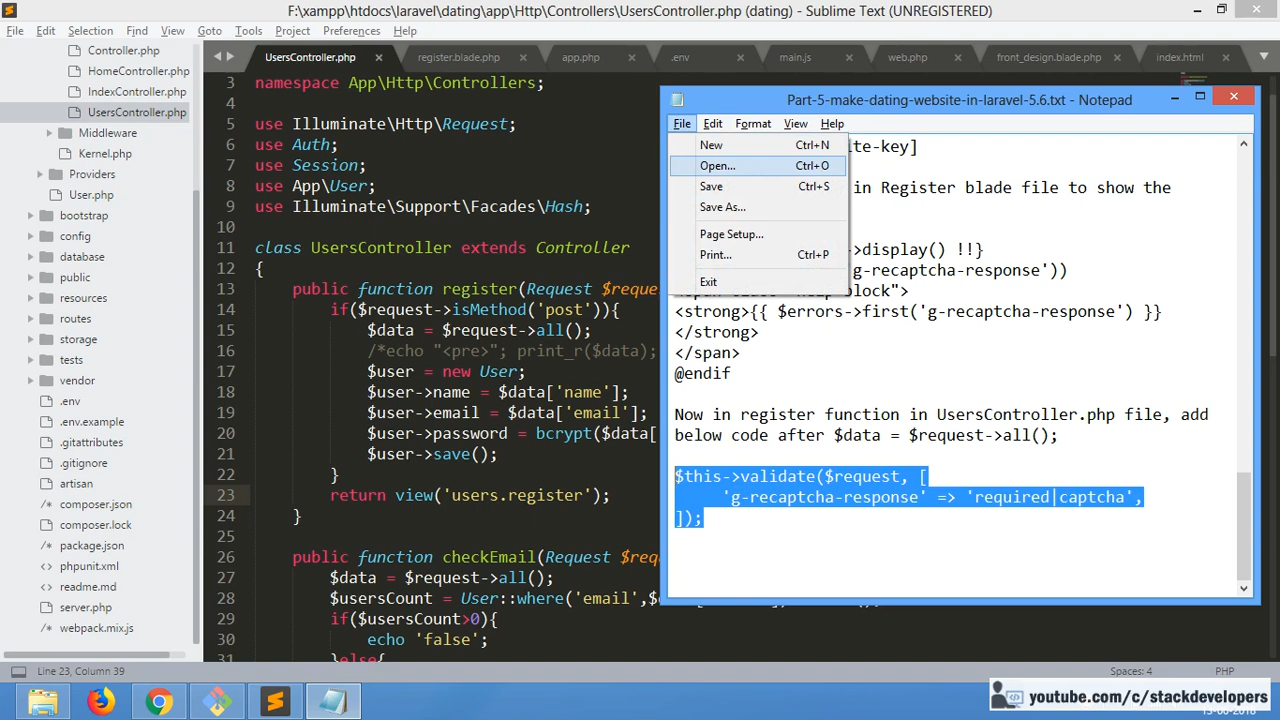 F:\xampp\htdocs\laravel\dating\app\Http\Controllers\UsersController.php (dating) - Sublime Text (UNREGISTERED)
File Edit Selection Find View Goto Tools Project Preferences Help
Controller.php
HomeController.php
IndexController.php
UsersController.php
Middleware
Kernel.php
Providers
User.php
bootstrap
config
database
public
resources
routes
storage
tests
vendor
.env
.env.example
.gitattributes
.gitignore
artisan
composer.json
composer.lock
package.json
phpunit.xml
readme.md
server.php
webpack.mix.js
UsersController.php register.blade.php app.php .env main.js web.php front_design.blade.php index.html
3 namespace App\Http\Controllers;
4
5 use Illuminate\Http\Request;
6 use Auth;
7 use Session;
8 use App\User;
9 use Illuminate\Support\Facades\Hash;
10
11 class UsersController extends Controller
12 {
13 public function register(Request $reque
14 if($request->isMethod('post')){
15 $data = $request->all();
16 /*echo "<pre>"; print_r($data);
17 $user = new User;
18 $user->name = $data['name'];
19 $user->email = $data['email'];
20 $user->password = bcrypt($data[
21 $user->save();
22 }
23 return view('users.register');
24 }
25
26 public function checkEmail(Request $req
27 $data = $request->all();
28 $usersCount = User::where('email',$d
29 if($usersCount>0){
30 echo 'false';
31 }else{
Part-5-make-dating-website-in-laravel-5.6.txt - Notepad
File Edit Format View Help
New Ctrl+N
Open... Ctrl+O
Save Ctrl+S
Save As...
Page Setup...
Print... Ctrl+P
Exit
ite-key]
in Register blade file to show the
>display() !!}
g-recaptcha-response'))
block">
<strong>{{ $errors->first('g-recaptcha-response') }}
</strong>
</span>
@endif
Now in register function in UsersController.php file, add
below code after $data = $request->all();
$this->validate($request, [
'g-recaptcha-response' => 'required|captcha',
]);
Line 23, Column 39 Spaces: 4 PHP
youtube.com/c/stackdevelopers